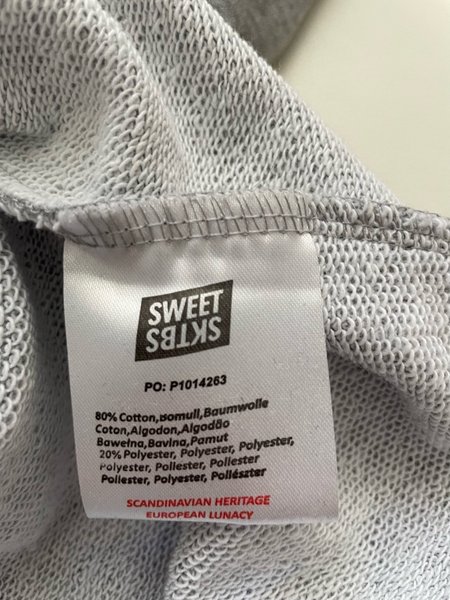 SWEET
SKTBS
PO: P1014263
80% Cotton,Bomull,Baumwolle
Coton,Algodon,Algodão
Bawełna,Bavlna,Pamut
20% Polyester, Polyester, Polyester,
Polyester, Poliester, Poliester
Poliester, Polyester, Poliészter
SCANDINAVIAN HERITAGE
EUROPEAN LUNACY